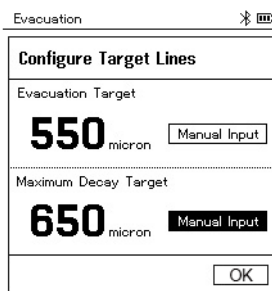 Evacuation
Configure Target Lines
Evacuation Target
550 micron Manual Input
Maximum Decay Target
650 micron Manual Input
OK